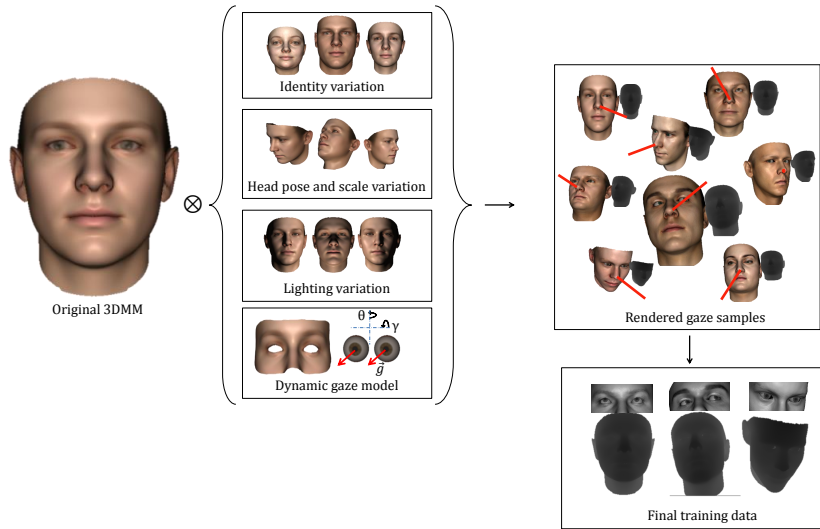 Original 3DMM
⊗
Identity variation
Head pose and scale variation
Lighting variation
θ
γ
g⃗
Dynamic gaze model
Rendered gaze samples
Final training data